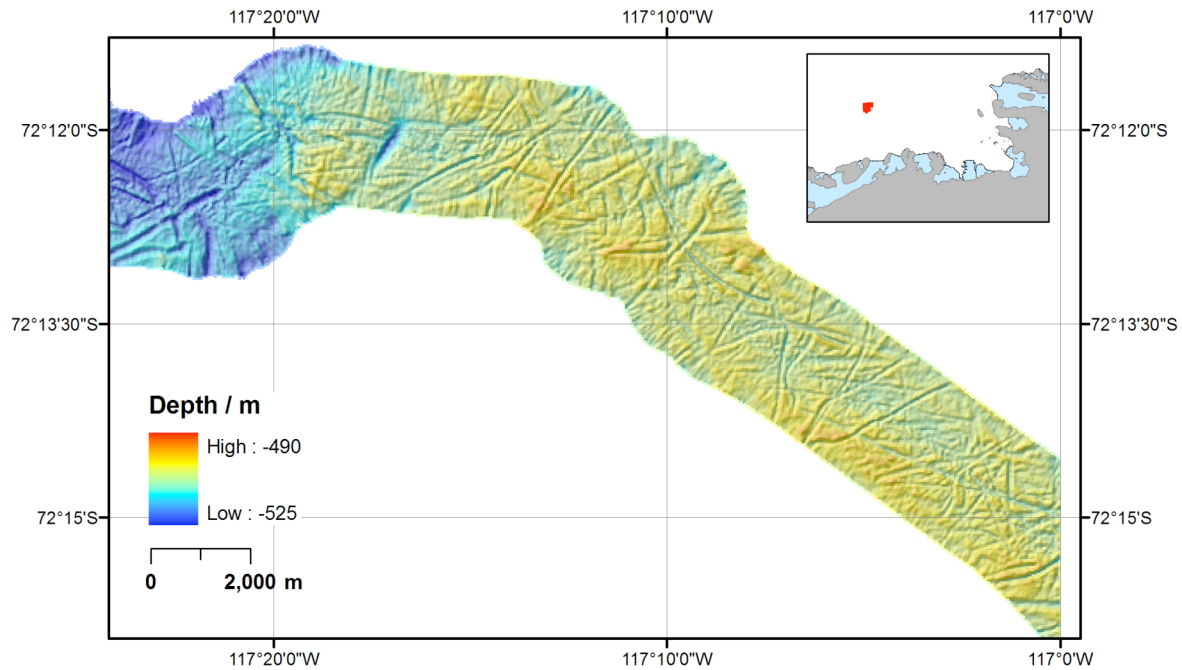 117°20'0"W 117°10'0"W 117°0'W
72°12'0"S 72°12'0"S
72°13'30"S 72°13'30"S
Depth / m
High : -490
Low : -525
72°15'S 72°15'S
0 2,000 m
117°20'0"W 117°10'0"W 117°0'W